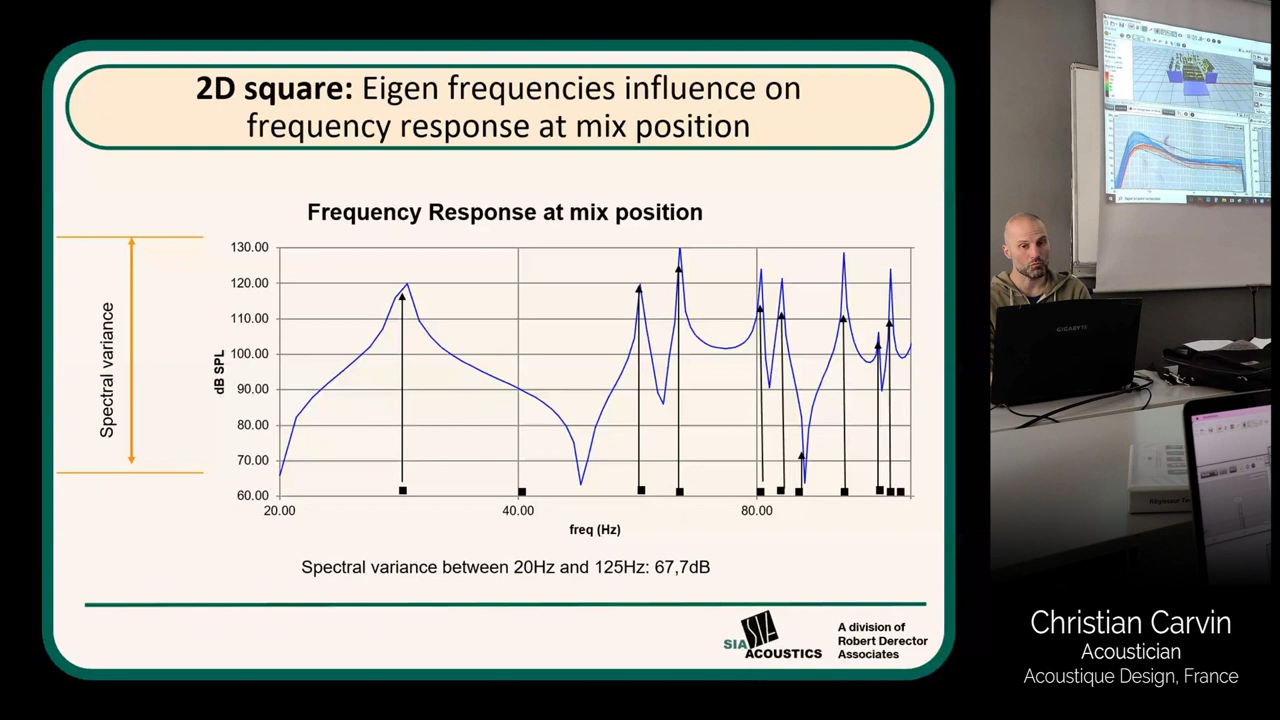 2D square: Eigen frequencies influence on
frequency response at mix position
Frequency Response at mix position
Spectral variance
dB SPL
130.00
120.00
110.00
100.00
90.00
80.00
70.00
60.00
20.00
40.00
80.00
freq (Hz)
Spectral variance between 20Hz and 125Hz: 67,7dB
SIA ACOUSTICS
A division of
Robert Derector
Associates
GIGABYTE
Christian Carvin
Acoustician
Acoustique Design, France